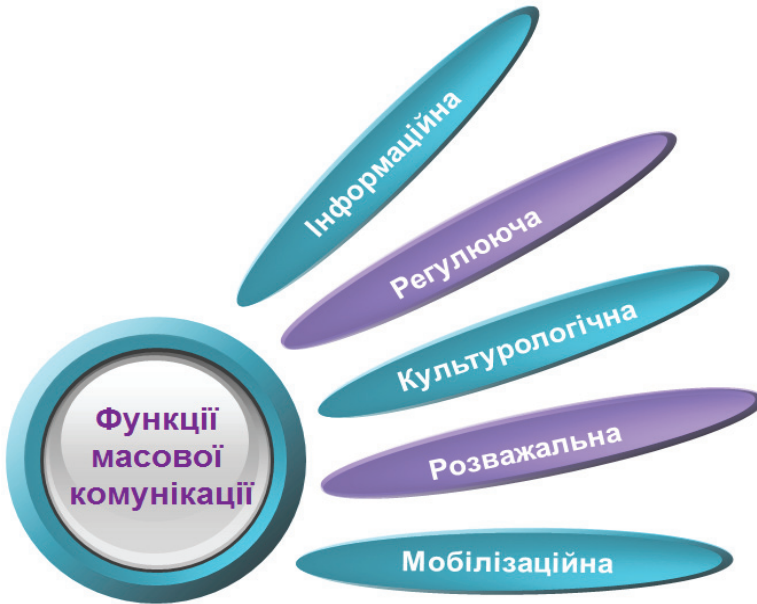 Інформаційна
Регулююча
Культурологічна
Розважальна
Мобілізаційна
Функції
масової
комунікації